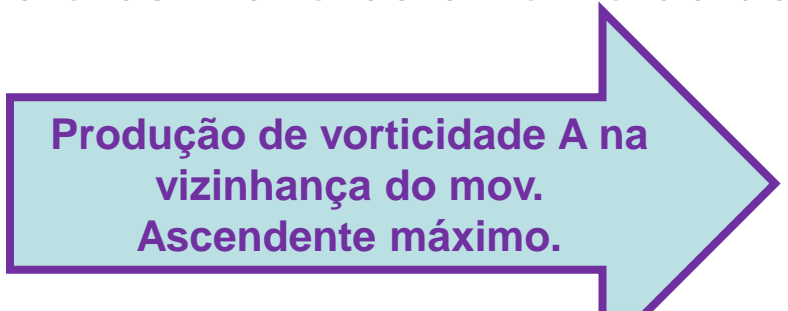 Produção de vorticidade A na
vizinhança do mov.
Ascendente máximo.